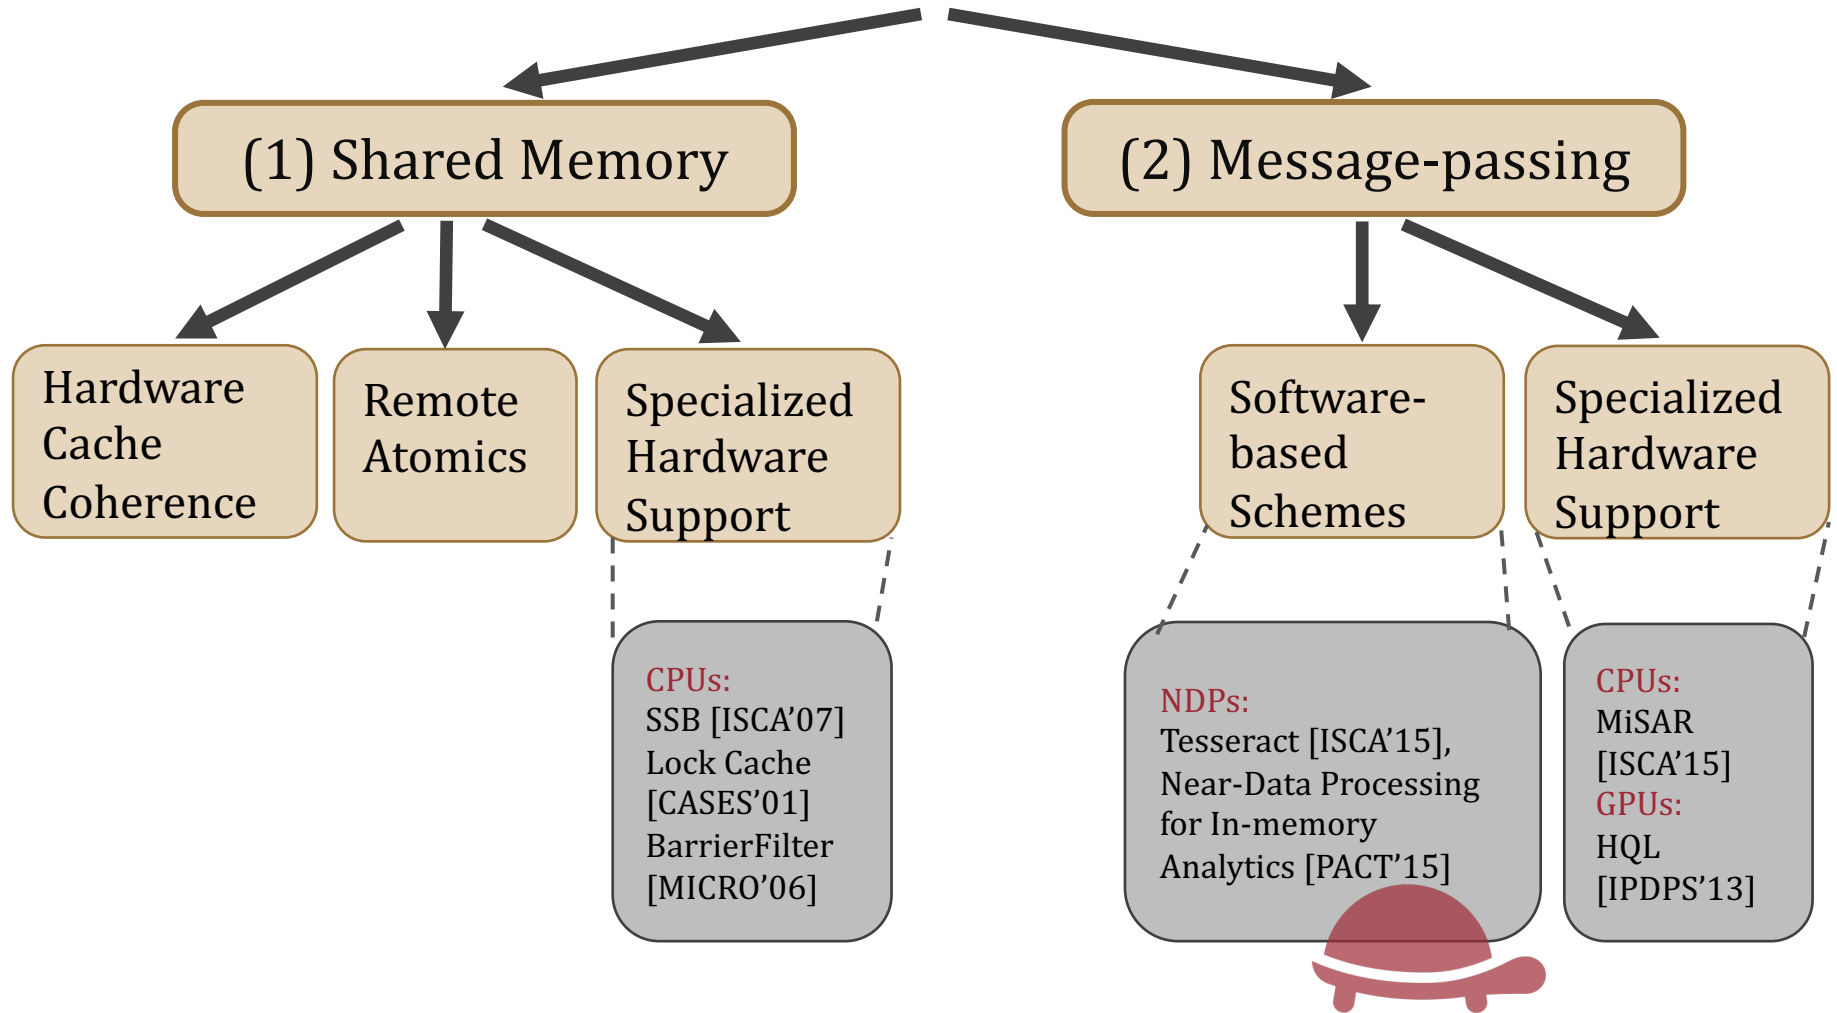 (1) Shared Memory
(2) Message-passing
Hardware
Cache
Coherence
Remote
Atomics
Specialized
Hardware
Support
Software-
based
Schemes
Specialized
Hardware
Support
CPUs:
SSB [ISCA’07]
Lock Cache
[CASES’01]
BarrierFilter
[MICRO’06]
NDPs:
Tesseract [ISCA’15],
Near-Data Processing
for In-memory
Analytics [PACT’15]
CPUs:
MiSAR
[ISCA’15]
GPUs:
HQL
[IPDPS’13]